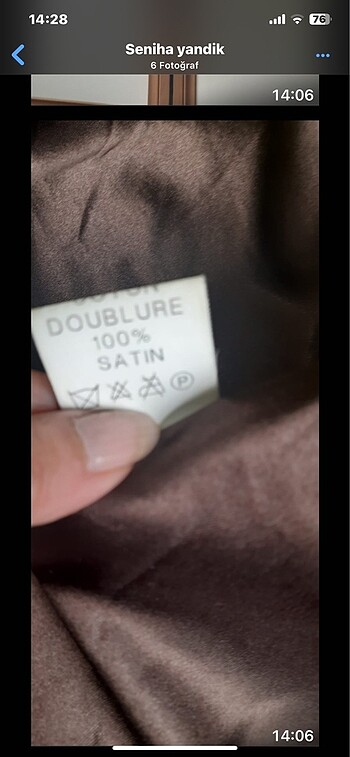 14:28
76
Seniha yandik
6 Fotoğraf
14:06
DOUBLURE
100%
SATIN
P
14:06